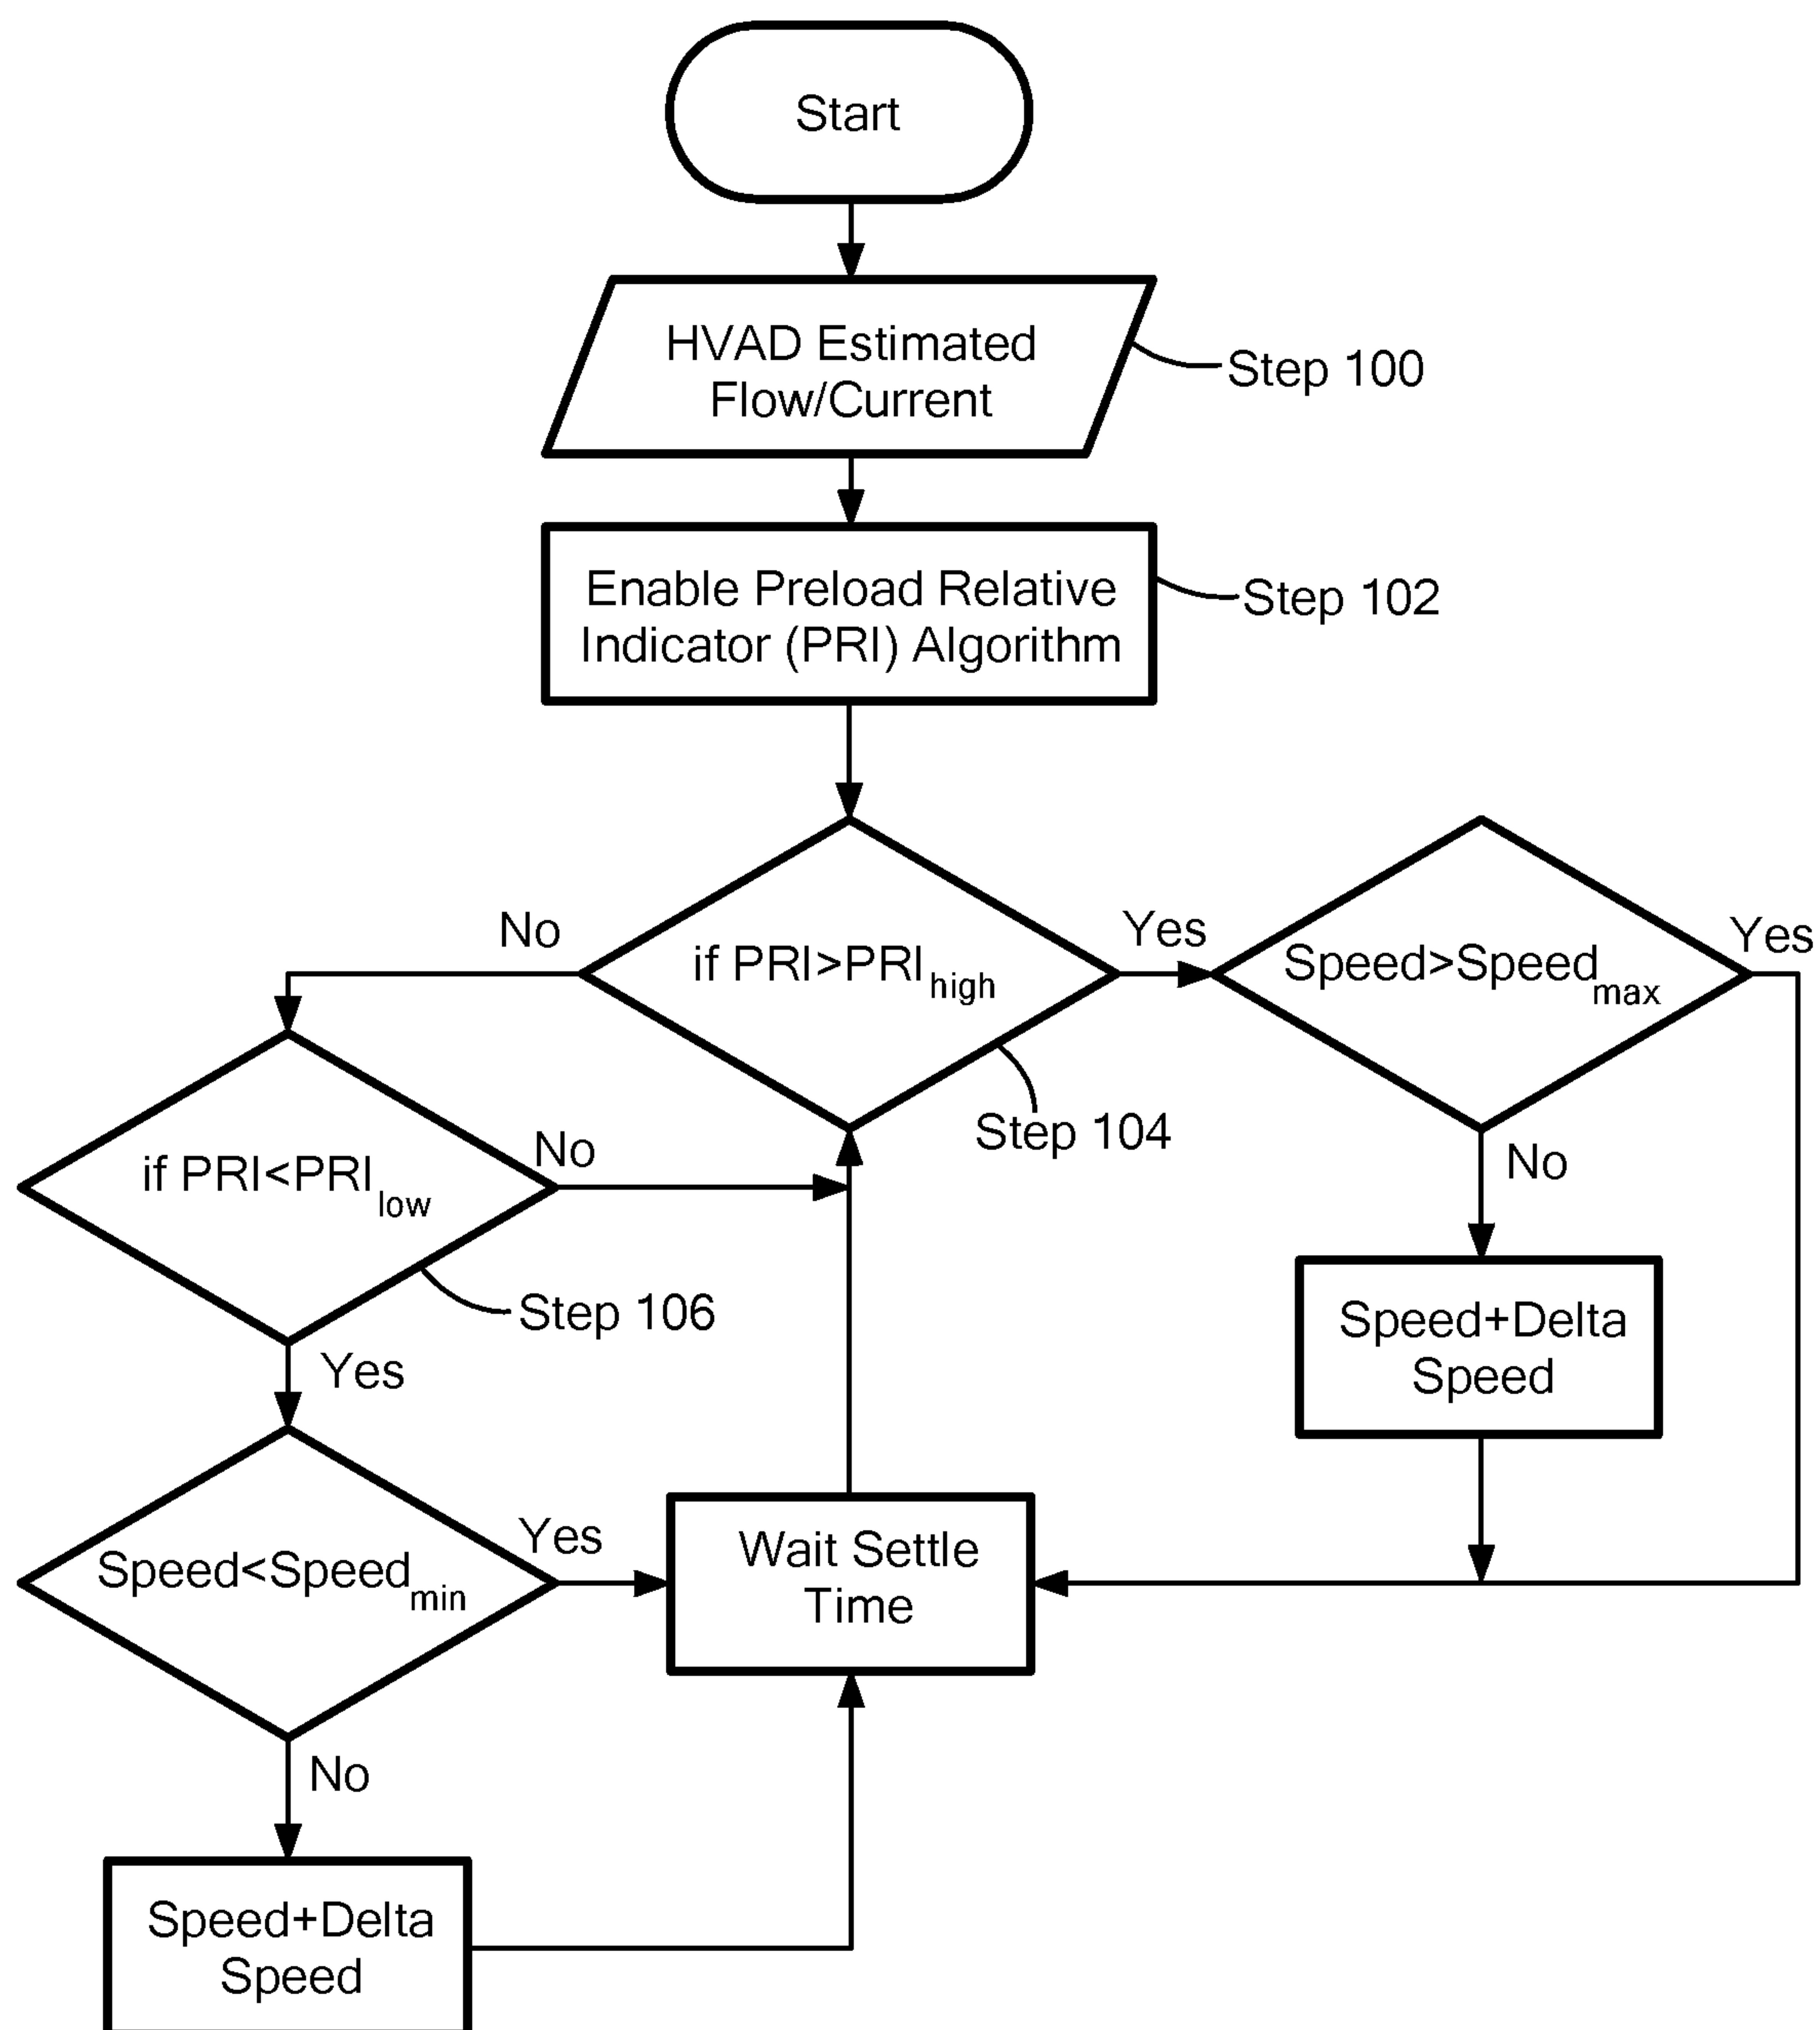 Start
HVAD Estimated
Flow/Current
Step 100
Enable Preload Relative
Indicator (PRI) Algorithm
Step 102
No
if PRI>PRIhigh
Yes
Speed>Speedmax
Yes
Step 104
if PRI<PRIlow
No
No
Step 106
Speed+Delta
Speed
Yes
Speed<Speedmin
Yes
Wait Settle
Time
No
Speed+Delta
Speed